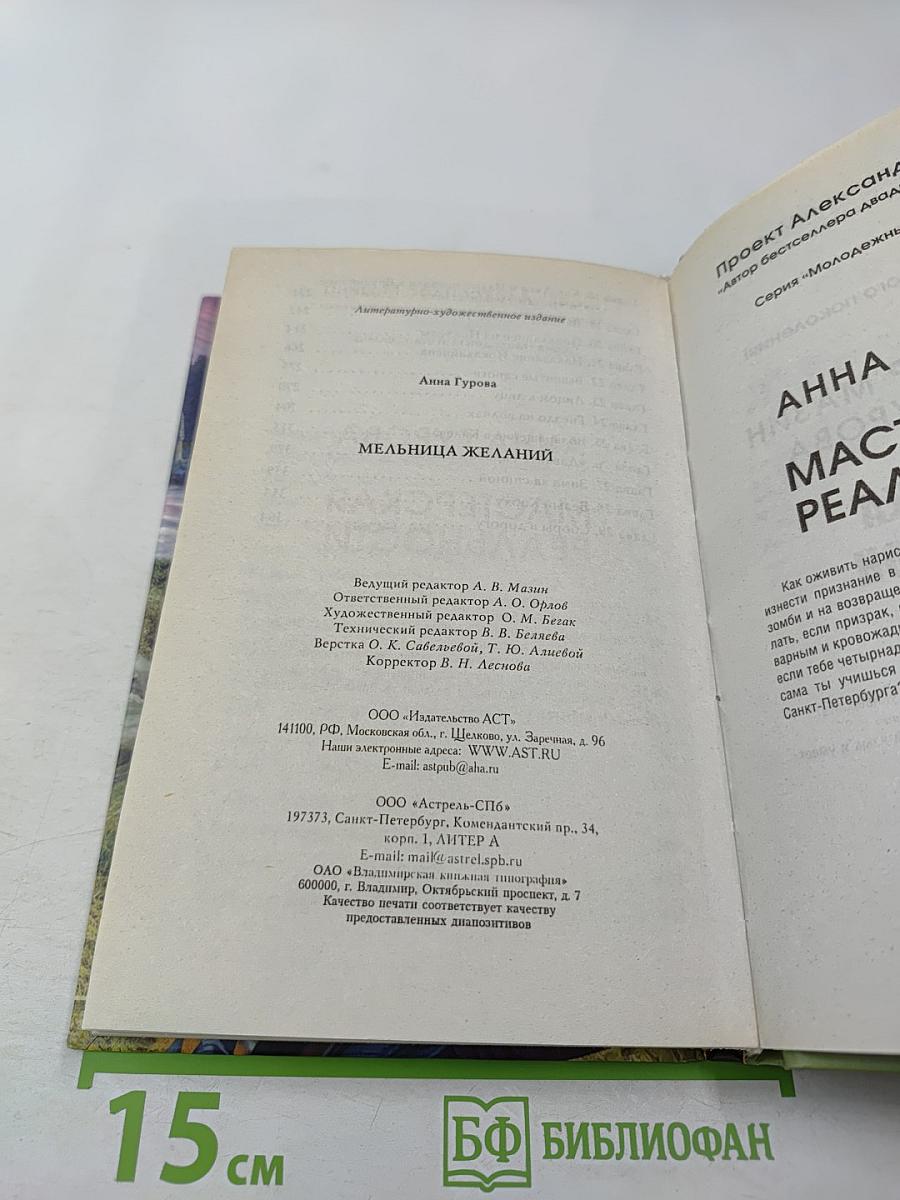 Литературно-художественное издание
Анна Гурова
МЕЛЬНИЦА ЖЕЛАНИЙ
Ведущий редактор А. В. Мазин
Ответственный редактор А. О. Орлов
Художественный редактор О. М. Бегак
Технический редактор В. В. Беляева
Верстка О. К. Савельевой, Т. Ю. Алиевой
Корректор В. Н. Леснова
ООО «Издательство АСТ»
141100, РФ, Московская обл., г. Щелково, ул. Заречная, д. 96
Наши электронные адреса: WWW.AST.RU
E-mail: astpub@aha.ru
ООО «Астрель-СПб»
197373, Санкт-Петербург, Комендантский пр., 34,
корп. 1, ЛИТЕР А
E-mail: mail@astrel.spb.ru
ОАО «Владимирская книжная типография»
600000, г. Владимир, Октябрьский проспект, д. 7
Качество печати соответствует качеству
предоставленных диапозитивов
Проект Александ
«Автор бестселлера двад
Серия «Молодежны
АННА
МАСТ
РЕАЛ
Как оживить нарис
изнести признание в
зомби и на возвраще
лать, если призрак,
варным и кровожад
если тебе четырнад
сама ты учишься
Санкт-Петербурга?
15 см
БФ БИБЛИОФАН